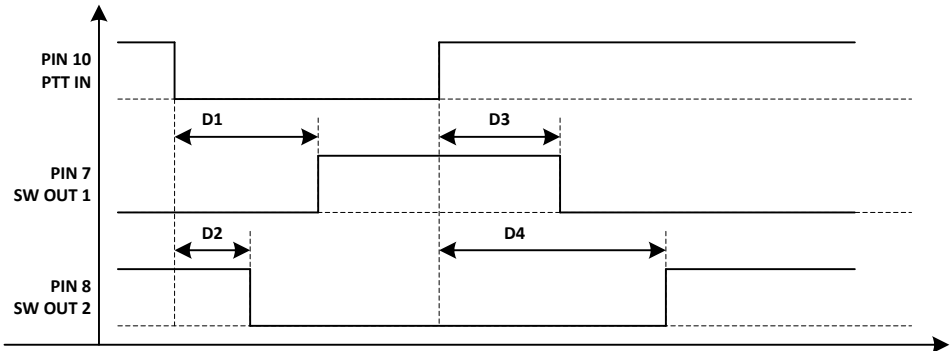 PIN 10
PTT IN
D1
D3
PIN 7
SW OUT 1
D2
D4
PIN 8
SW OUT 2